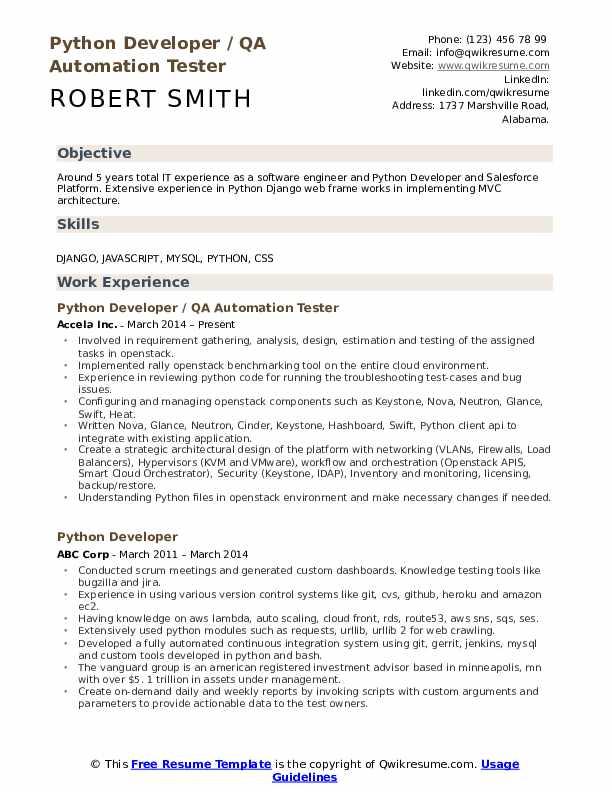 Python Developer / QA
Automation Tester
ROBERT SMITH
Phone: (123) 456 78 99
Email: info@qwikresume.com
Website: www.qwikresume.com
LinkedIn:
linkedin.com/qwikresume
Address: 1737 Marshville Road,
Alabama.
Objective
Around 5 years total IT experience as a software engineer and Python Developer and Salesforce
Platform. Extensive experience in Python Django web frame works in implementing MVC
architecture.
Skills
DJANGO, JAVASCRIPT, MYSQL, PYTHON, CSS
Work Experience
Python Developer / QA Automation Tester
Accela Inc. - March 2014 – Present
• Involved in requirement gathering, analysis, design, estimation and testing of the assigned
tasks in openstack.
• Implemented rally openstack benchmarking tool on the entire cloud environment.
• Experience in reviewing python code for running the troubleshooting test-cases and bug
issues.
• Configuring and managing openstack components such as Keystone, Nova, Neutron, Glance,
Swift, Heat.
• Written Nova, Glance, Neutron, Cinder, Keystone, Hashboard, Swift, Python client api to
integrate with existing application.
• Create a strategic architectural design of the platform with networking (VLANs, Firewalls, Load
Balancers), Hypervisors (KVM and VMware), workflow and orchestration (Openstack APIS,
Smart Cloud Orchestrator), Security (Keystone, IDAP), Inventory and monitoring, licensing,
backup/restore.
• Understanding Python files in openstack environment and make necessary changes if needed.
Python Developer
ABC Corp - March 2011 – March 2014
• Conducted scrum meetings and generated custom dashboards. Knowledge testing tools like
bugzilla and jira.
• Experience in using various version control systems like git, cvs, github, heroku and amazon
ec2.
• Having knowledge on aws lambda, auto scaling, cloud front, rds, route53, aws sns, sqs, ses.
• Extensively used python modules such as requests, urllib, urllib 2 for web crawling.
• Developed a fully automated continuous integration system using git, gerrit, jenkins, mysql
and custom tools developed in python and bash.
• The vanguard group is an american registered investment advisor based in minneapolis, mn
with over $5. 1 trillion in assets under management.
• Create on-demand daily and weekly reports by invoking scripts with custom arguments and
parameters to provide actionable data to the test owners.
© This Free Resume Template is the copyright of Qwikresume.com. Usage
Guidelines